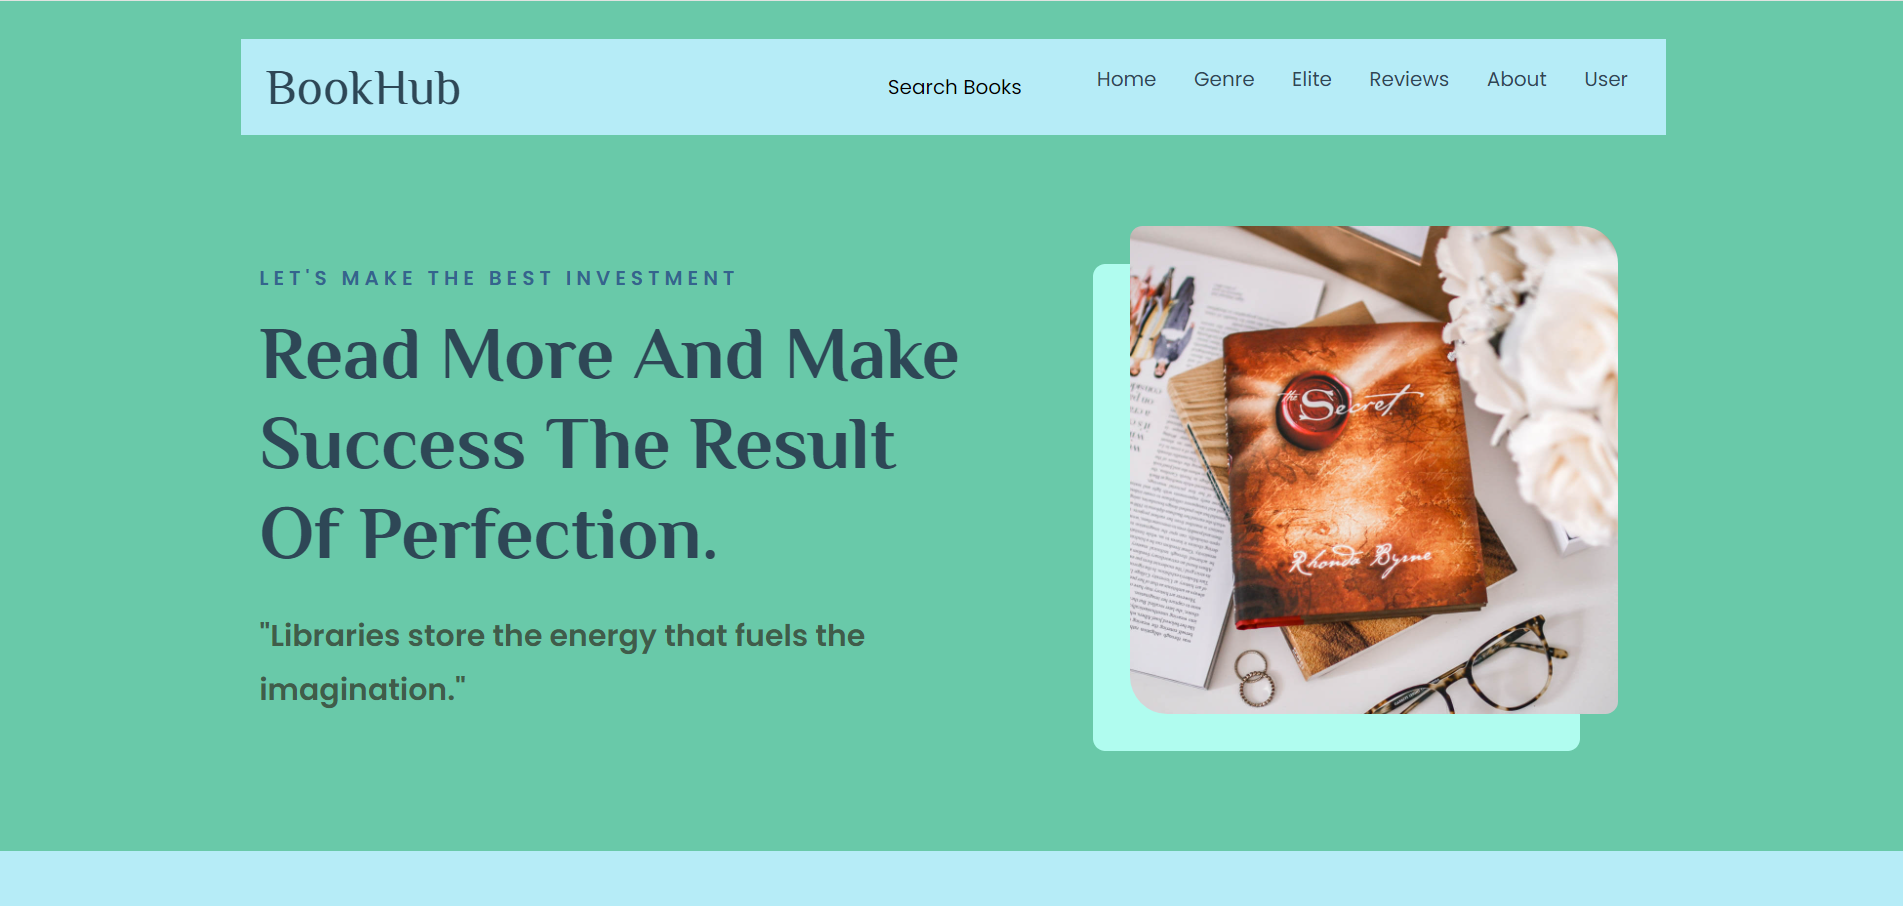 BookHub
Search Books
Home
Genre
Elite
Reviews
About
User
LET'S MAKE THE BEST INVESTMENT
Read More And Make
Success The Result
Of Perfection.
"Libraries store the energy that fuels the
imagination."
the Secret
Rhonda Byrne